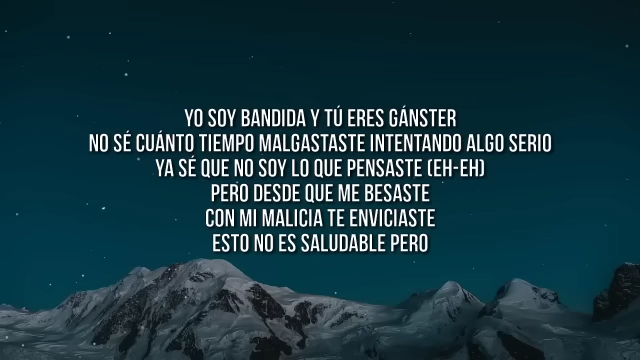 YO SOY BANDIDA Y TÚ ERES GÁNSTER
NO SÉ CUÁNTO TIEMPO MALGASTASTE INTENTANDO ALGO SERIO
YA SÉ QUE NO SOY LO QUE PENSASTE (EH-EH)
PERO DESDE QUE ME BESASTE
CON MI MALICIA TE ENVICIASTE
ESTO NO ES SALUDABLE PERO